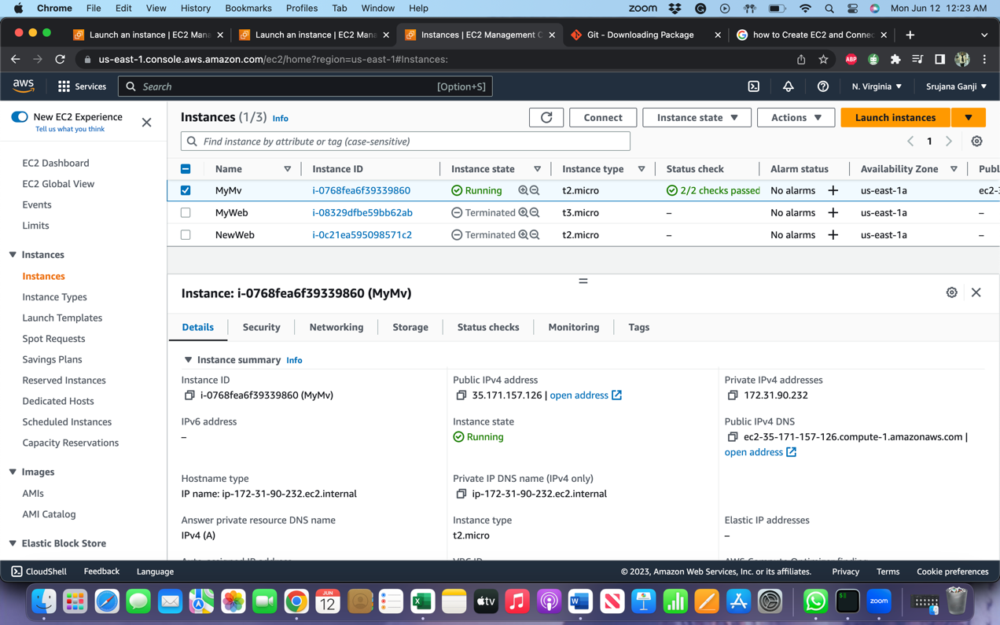 Chrome File Edit View History Bookmarks Profiles Tab Window Help zoom Mon Jun 12 12:23 AM
Launch an instance | EC2 Mana Launch an instance | EC2 Mana Instances | EC2 Management C Git - Downloading Package how to Create EC2 and Connec
us-east-1.console.aws.amazon.com/ec2/home?region=us-east-1#Instances: ABP
aws Services Search [Option+S] N. Virginia Srujana Ganji
New EC2 Experience
Tell us what you think
EC2 Dashboard
EC2 Global View
Events
Limits
Instances
Instances
Instance Types
Launch Templates
Spot Requests
Savings Plans
Reserved Instances
Dedicated Hosts
Scheduled Instances
Capacity Reservations
Images
AMIs
AMI Catalog
Elastic Block Store
Instances (1/3) Info Connect Instance state Actions Launch instances
Find instance by attribute or tag (case-sensitive) 1
Name Instance ID Instance state Instance type Status check Alarm status Availability Zone Publ
MyMv i-0768fea6f39339860 Running t2.micro 2/2 checks passed No alarms + us-east-1a ec2-3
MyWeb i-08329dfbe59bb62ab Terminated t3.micro – No alarms + us-east-1a –
NewWeb i-0c21ea595098571c2 Terminated t2.micro – No alarms + us-east-1a –
Instance: i-0768fea6f39339860 (MyMv)
Details Security Networking Storage Status checks Monitoring Tags
Instance summary Info
Instance ID Public IPv4 address Private IPv4 addresses
i-0768fea6f39339860 (MyMv) 35.171.157.126 | open address 172.31.90.232
IPv6 address Instance state Public IPv4 DNS
– Running ec2-35-171-157-126.compute-1.amazonaws.com |
open address
Hostname type Private IP DNS name (IPv4 only)
IP name: ip-172-31-90-232.ec2.internal ip-172-31-90-232.ec2.internal
Answer private resource DNS name Instance type Elastic IP addresses
IPv4 (A) t2.micro –
CloudShell Feedback Language © 2023, Amazon Web Services, Inc. or its affiliates. Privacy Terms Cookie preferences
JUN
12
tv
zoom